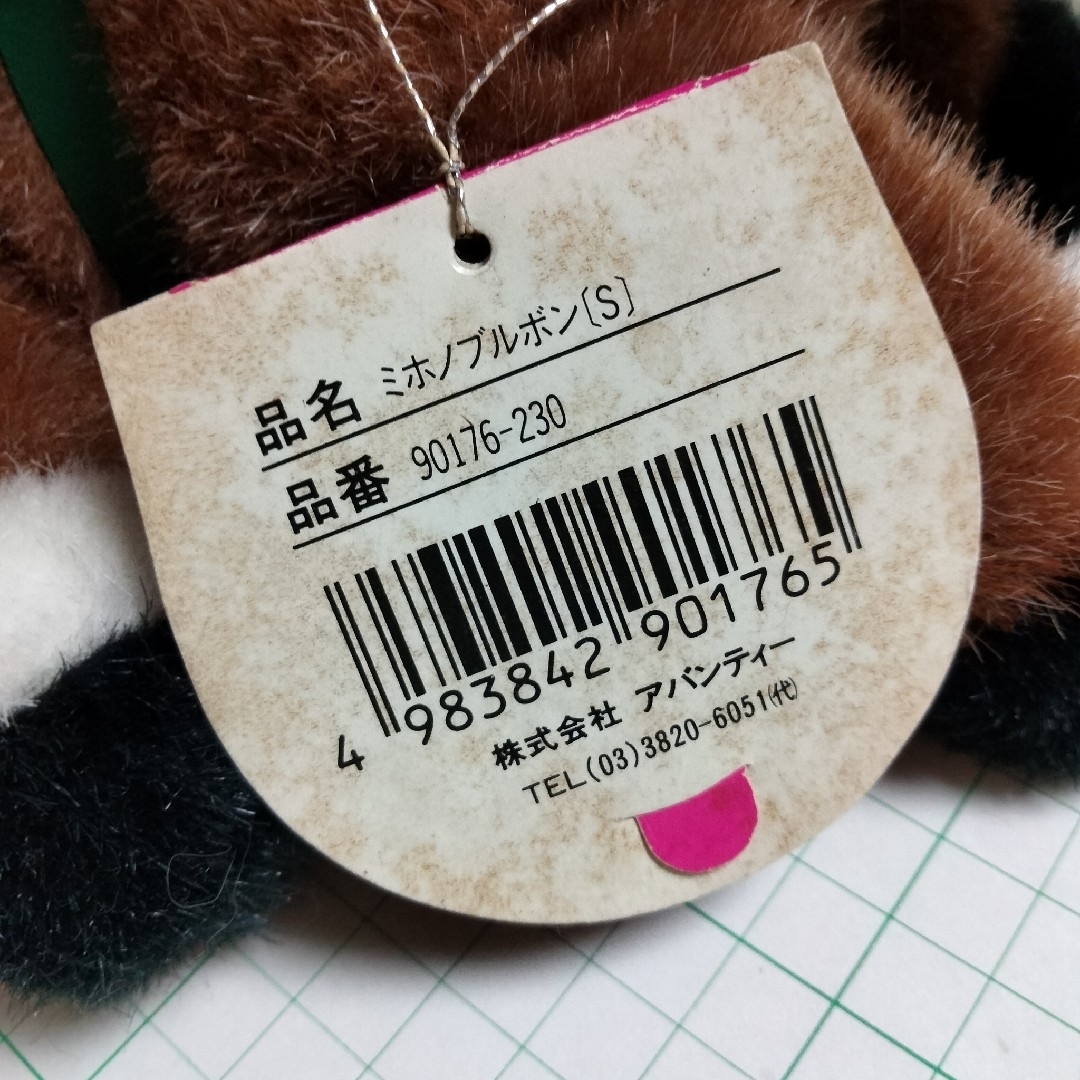 品名 ミホノブルボン〔S〕
品番 90176-230
4 983842 901765
株式会社 アバンティー
TEL(03)3820-6051㈹